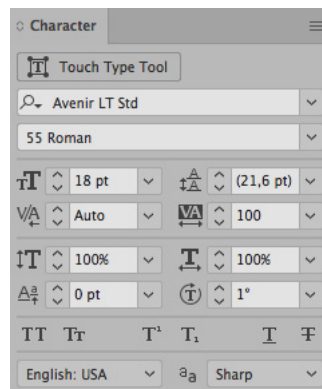 Character
Touch Type Tool
Avenir LT Std
55 Roman
18 pt (21,6 pt)
Auto 100
100% 100%
0 pt 1°
TT Tr T¹ T₁ T T
English: USA aa Sharp